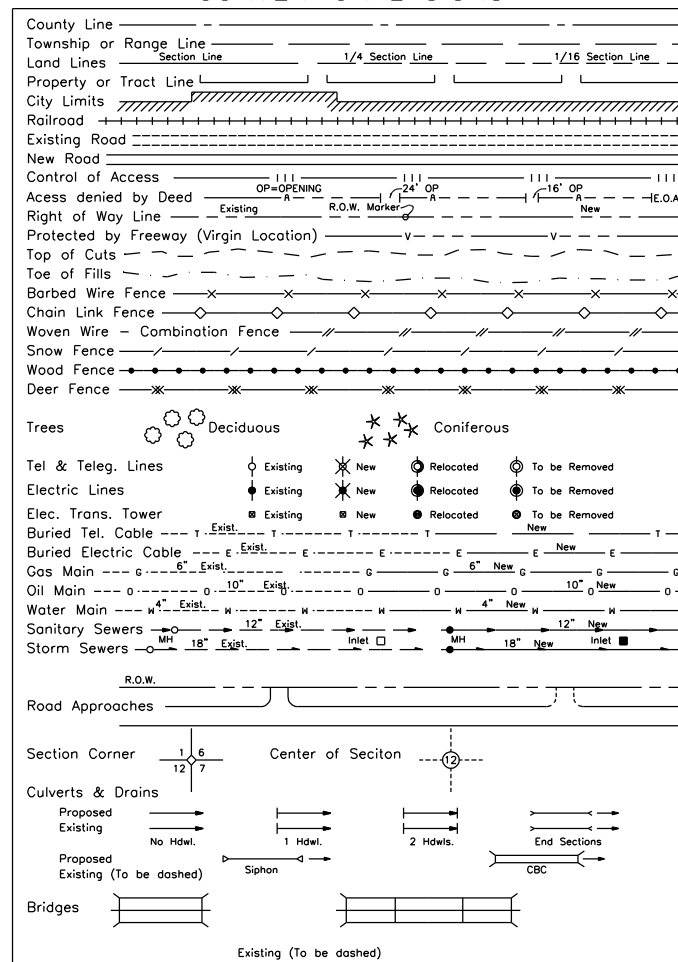 County Line
Township or Range Line
Land Lines Section Line 1/4 Section Line 1/16 Section Line
Property or Tract Line
City Limits
Railroad
Existing Road
New Road
Control of Access
OP=OPENING 24' OP 16' OP
Acess denied by Deed A A A E.O.A
Existing R.O.W. Marker New
Right of Way Line
Protected by Freeway (Virgin Location) V V
Top of Cuts
Toe of Fills
Barbed Wire Fence
Chain Link Fence
Woven Wire – Combination Fence
Snow Fence
Wood Fence
Deer Fence
Trees Deciduous Coniferous
Tel & Teleg. Lines Existing New Relocated To be Removed
Electric Lines Existing New Relocated To be Removed
Elec. Trans. Tower Existing New Relocated To be Removed
Buried Tel. Cable T Exist. T T T New T
Buried Electric Cable E Exist. E E E E New E
Gas Main G 6" Exist. G 6" New G G
Oil Main O O 10" Exist. O O O O 10" New O
Water Main W 4" Exist. W W W W 4" New W W
Sanitary Sewers 12" Exist. 12" New
MH Inlet MH Inlet
Storm Sewers 18" Exist. 18" New
R.O.W.
Road Approaches
Section Corner 1 6 12 7 Center of Seciton 12
Culverts & Drains
Proposed
Existing
No Hdwl. 1 Hdwl. 2 Hdwls. End Sections
Proposed
Existing (To be dashed) Siphon CBC
Bridges
Existing (To be dashed)